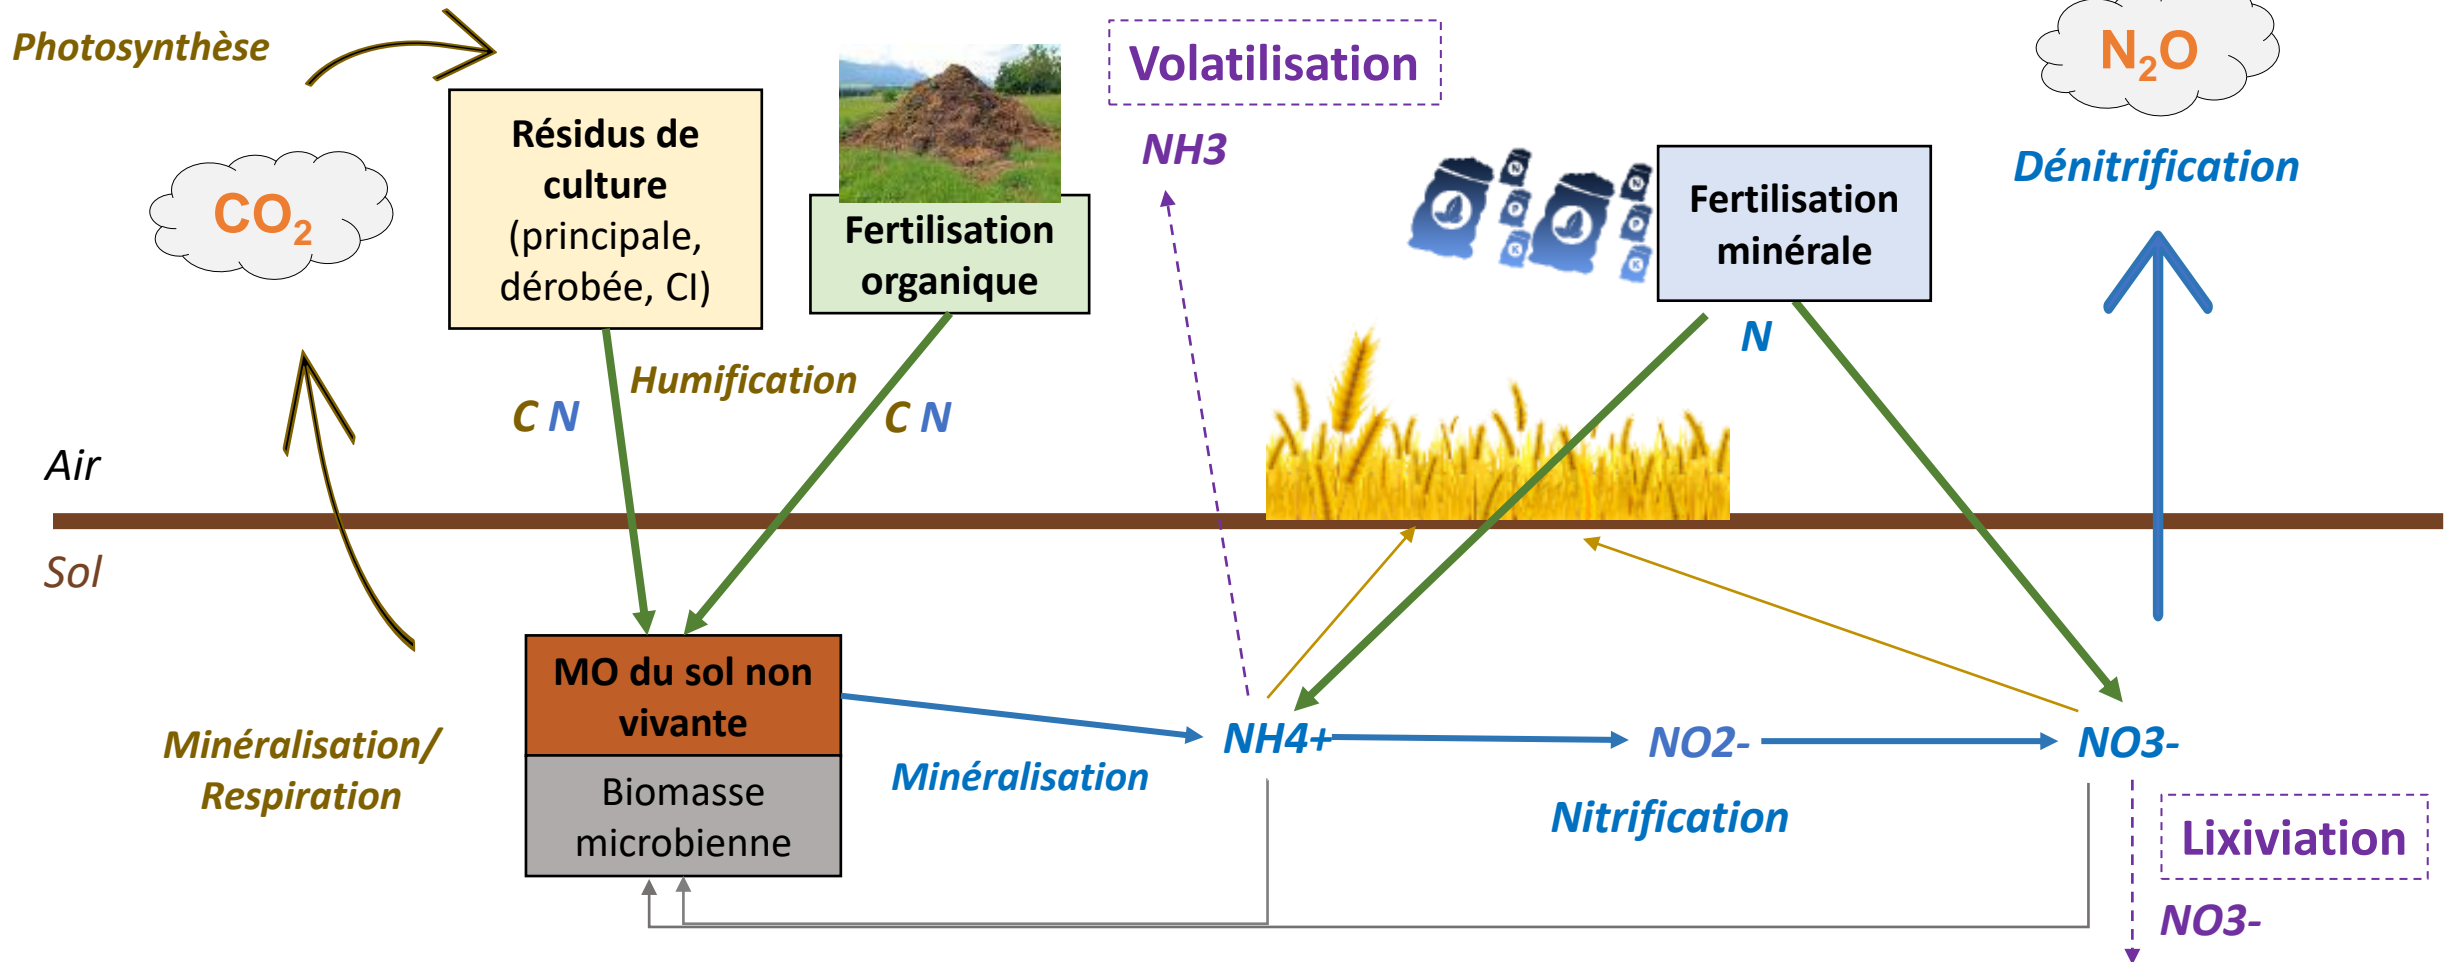 Photosynthèse
CO2
Résidus de
culture
(principale,
dérobée, CI)
Fertilisation
organique
Volatilisation
NH3
Fertilisation
minérale
N
N2O
Dénitrification
Humification
C N
C N
Air
Sol
Minéralisation/
Respiration
MO du sol non
vivante
Biomasse
microbienne
Minéralisation
NH4+
NO2-
NO3-
Nitrification
Lixiviation
NO3-
N
P
K
N
P
K